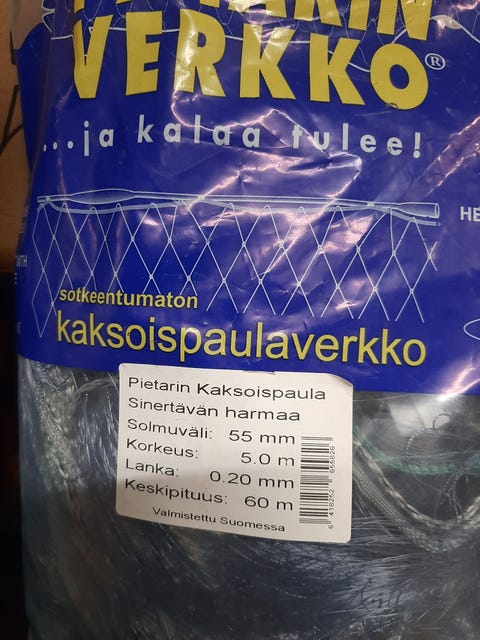 VERKKO®
...ja kalaa tulee!
HE
sotkeentumaton
kaksoispaulaverkko
Pietarin Kaksoispaula
Sinertävän harmaa
Solmuväli: 55 mm
Korkeus: 5.0 m
Lanka: 0.20 mm
Keskipituus: 60 m
Valmistettu Suomessa